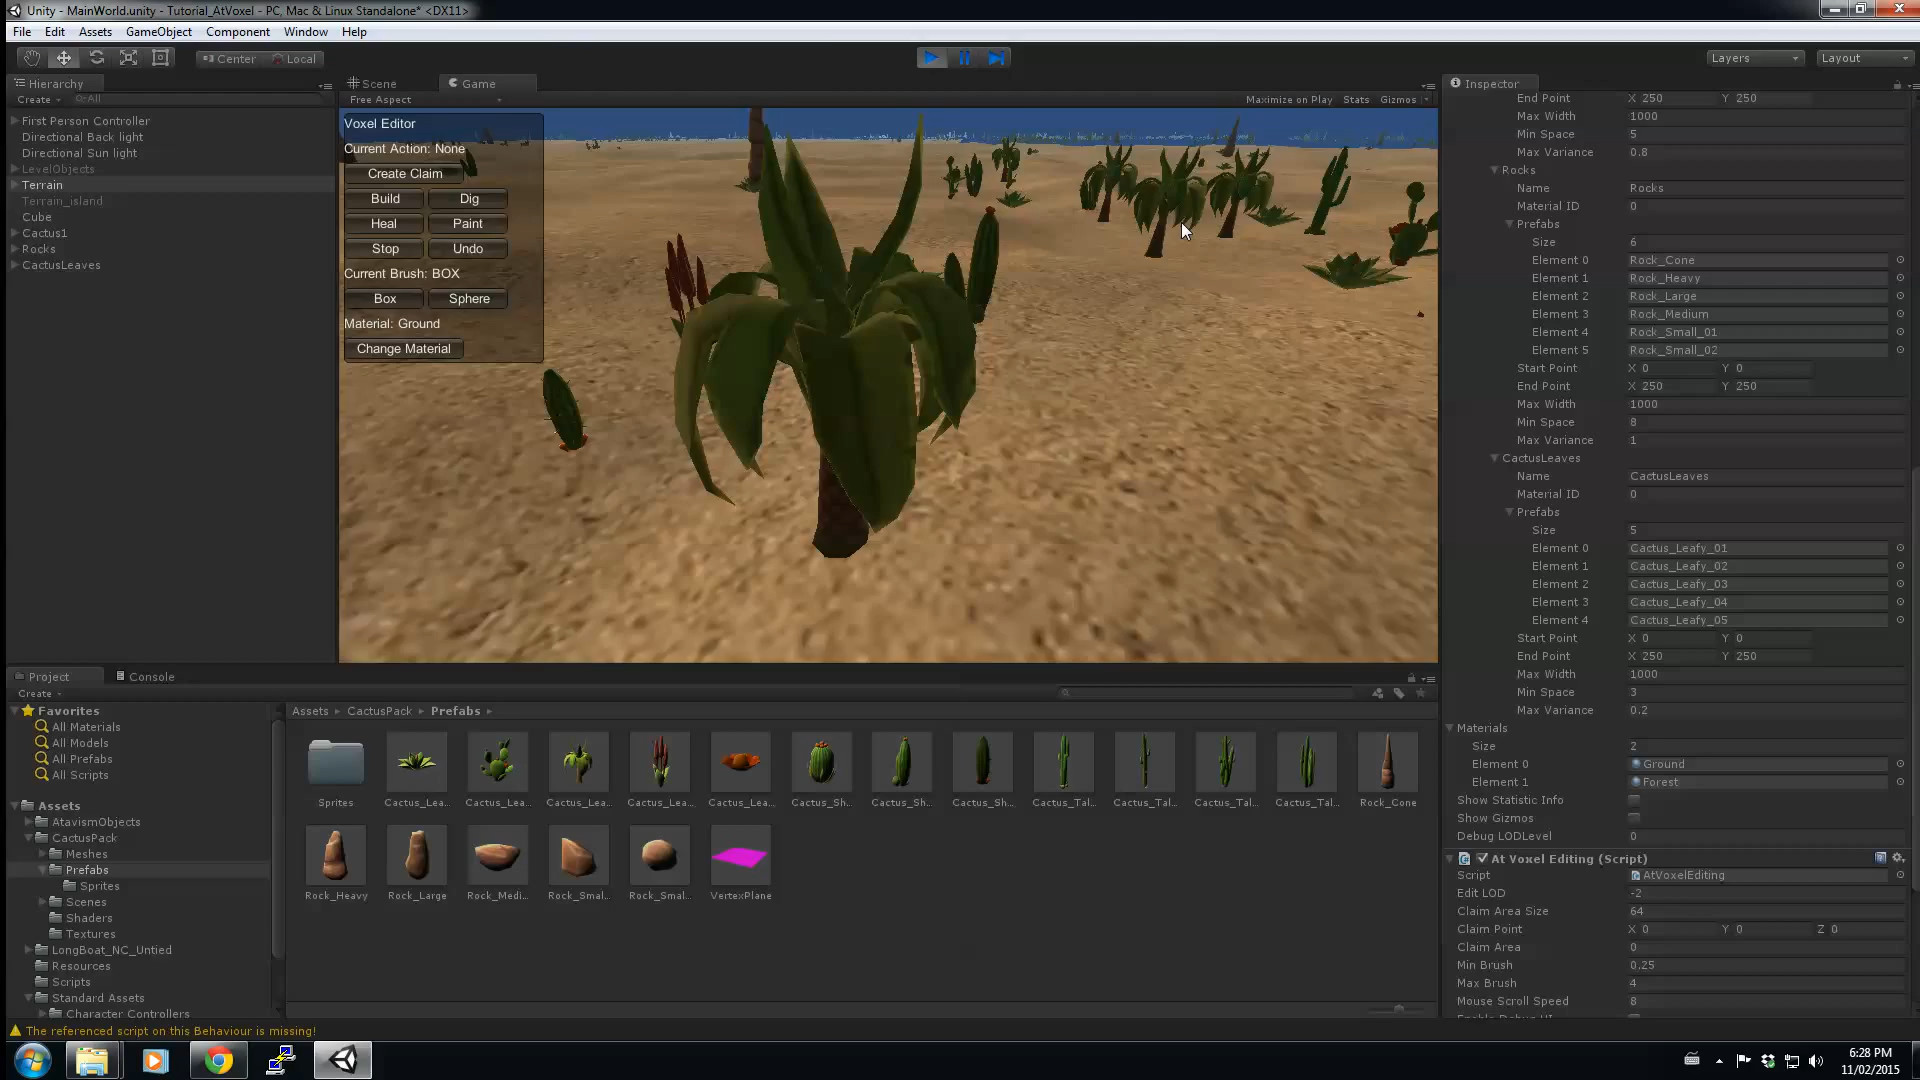 Unity - MainWorld.unity - Tutorial_AtVoxel - PC, Mac & Linux Standalone* <DX11>
File Edit Assets GameObject Component Window Help
Center Local Layers Layout
Hierarchy
Create All
First Person Controller
Directional Back light
Directional Sun light
LevelObjects
Terrain
Terrain_island
Cube
Cactus1
Rocks
CactusLeaves
Scene Game
Free Aspect Maximize on Play Stats Gizmos
Voxel Editor
Current Action: None
Create Claim
Build Dig
Heal Paint
Stop Undo
Current Brush: BOX
Box Sphere
Material: Ground
Change Material
Inspector
End Point X 250 Y 250
Max Width 1000
Min Space 5
Max Variance 0.8
Rocks
Name Rocks
Material ID 0
Prefabs
Size 6
Element 0 Rock_Cone
Element 1 Rock_Heavy
Element 2 Rock_Large
Element 3 Rock_Medium
Element 4 Rock_Small_01
Element 5 Rock_Small_02
Start Point X 0 Y 0
End Point X 250 Y 250
Max Width 1000
Min Space 8
Max Variance 1
CactusLeaves
Name CactusLeaves
Material ID 0
Prefabs
Size 5
Element 0 Cactus_Leafy_01
Element 1 Cactus_Leafy_02
Element 2 Cactus_Leafy_03
Element 3 Cactus_Leafy_04
Element 4 Cactus_Leafy_05
Start Point X 0 Y 0
End Point X 250 Y 250
Max Width 1000
Min Space 3
Max Variance 0.2
Materials
Size 2
Element 0 Ground
Element 1 Forest
Show Statistic Info
Show Gizmos
Debug LODLevel 0
At Voxel Editing (Script)
Script AtVoxelEditing
Edit LOD -2
Claim Area Size 64
Claim Point X 0 Y 0 Z 0
Claim Area 0
Min Brush 0.25
Max Brush 4
Mouse Scroll Speed 8
Project Console
Create
Favorites
All Materials
All Models
All Prefabs
All Scripts
Assets
AtavismObjects
CactusPack
Meshes
Prefabs
Sprites
Scenes
Shaders
Textures
LongBoat_NC_Untied
Resources
Scripts
Standard Assets
Character Controllers
Assets CactusPack Prefabs
Sprites Cactus_Lea... Cactus_Lea... Cactus_Lea... Cactus_Lea... Cactus_Lea... Cactus_Sh... Cactus_Sh... Cactus_Sh... Cactus_Tal... Cactus_Tal... Cactus_Tal... Cactus_Tal... Rock_Cone
Rock_Heavy Rock_Large Rock_Medi... Rock_Smal... Rock_Smal... VertexPlane
The referenced script on this Behaviour is missing!
6:28 PM
11/02/2015